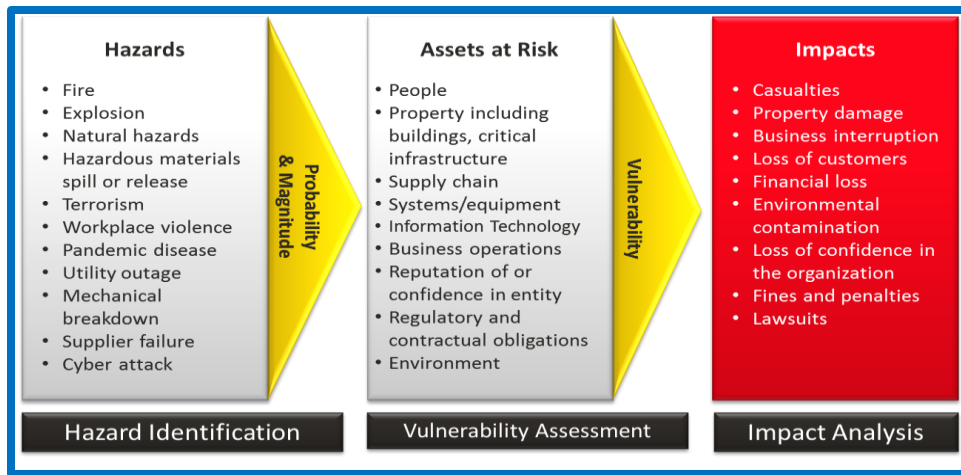 Hazards
• Fire
• Explosion
• Natural hazards
• Hazardous materials
spill or release
• Terrorism
• Workplace violence
• Pandemic disease
• Utility outage
• Mechanical
breakdown
• Supplier failure
• Cyber attack
Probability
& Magnitude
Assets at Risk
• People
• Property including
buildings, critical
infrastructure
• Supply chain
• Systems/equipment
• Information Technology
• Business operations
• Reputation of or
confidence in entity
• Regulatory and
contractual obligations
• Environment
Vulnerability
Impacts
• Casualties
• Property damage
• Business interruption
• Loss of customers
• Financial loss
• Environmental
contamination
• Loss of confidence in
the organization
• Fines and penalties
• Lawsuits
Hazard Identification
Vulnerability Assessment
Impact Analysis